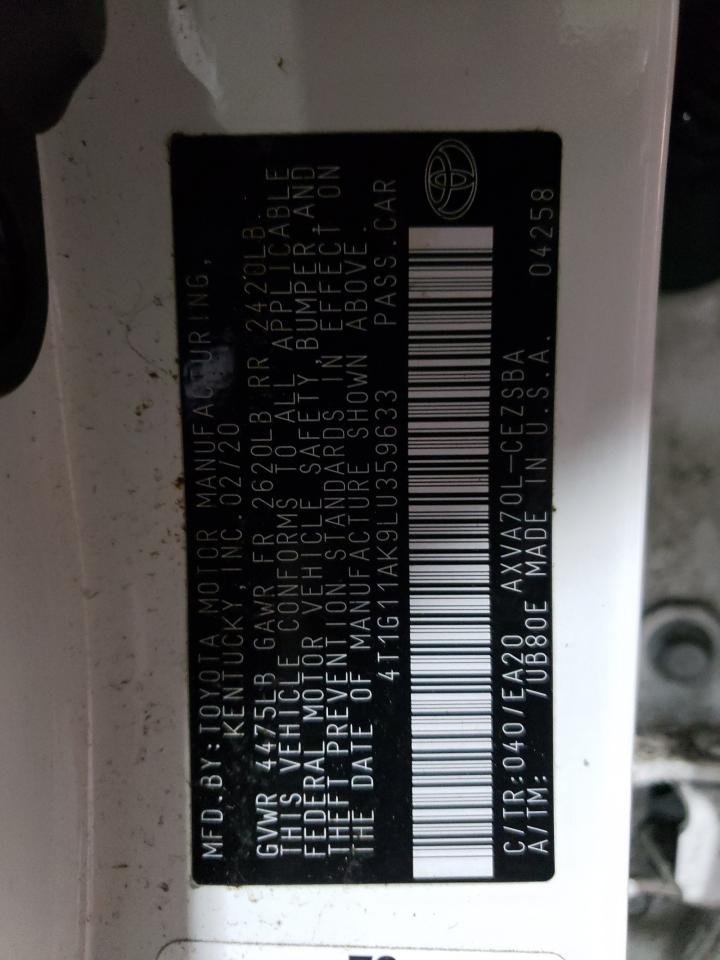 MFD.BY:TOYOTA MOTOR MANUFACTURING,
KENTUCKY, INC.02/20
GVWR 4475LB GAWR FR 2620LB RR 2420LB.
THIS VEHICLE CONFORMS TO ALL APPLICABLE
FEDERAL MOTOR VEHICLE SAFETY,BUMPER,AND
THEFT PREVENTION STANDARDS IN EFFECT ON
THE DATE OF MANUFACTURE SHOWN ABOVE.
4T1G11AK9LU359633 PASS.CAR
C/TR:040/EA20 AXVA70L-CEZSBA 04258
A/TM: /UB80E MADE IN U.S.A.